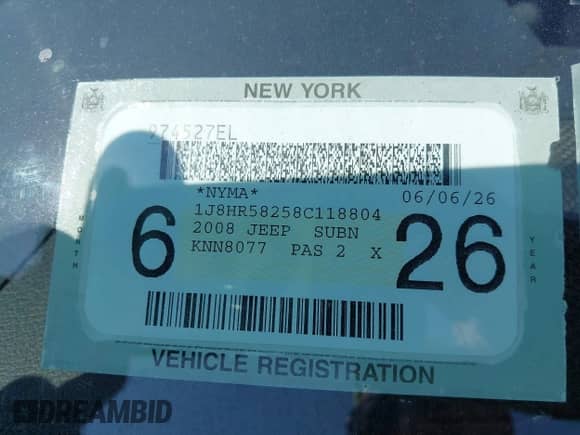 NEW YORK
974527EL
*NYMA* 06/06/26
1J8HR58258C118804
2008 JEEP SUBN
KNN8077 PAS 2 X
6
26
MONTH
YEAR
VEHICLE REGISTRATION
DREAMBID